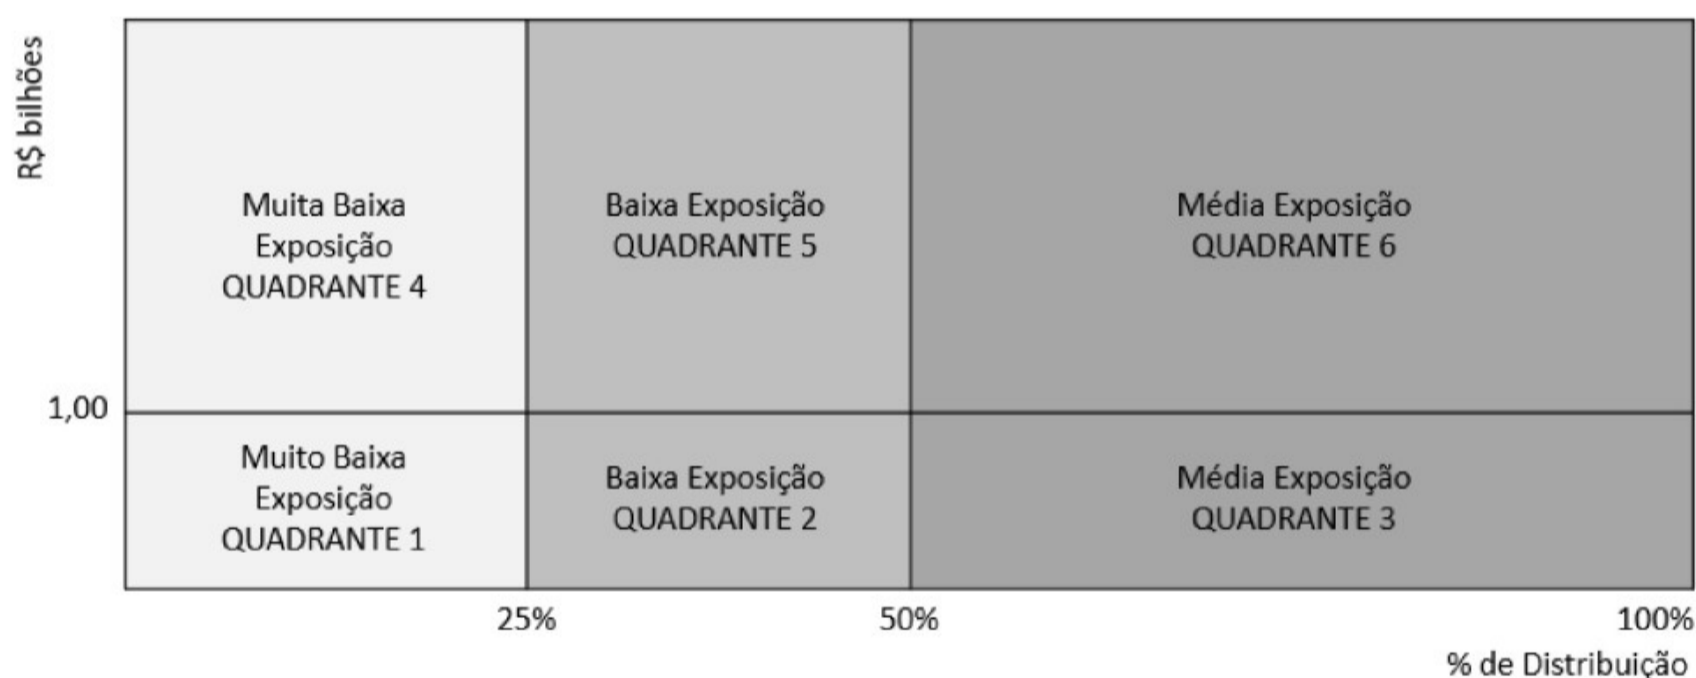 R$ bilhões
Muita Baixa
Exposição
QUADRANTE 4
Baixa Exposição
QUADRANTE 5
Média Exposição
QUADRANTE 6
1,00
Muito Baixa
Exposição
QUADRANTE 1
Baixa Exposição
QUADRANTE 2
Média Exposição
QUADRANTE 3
25%
50%
100%
% de Distribuição